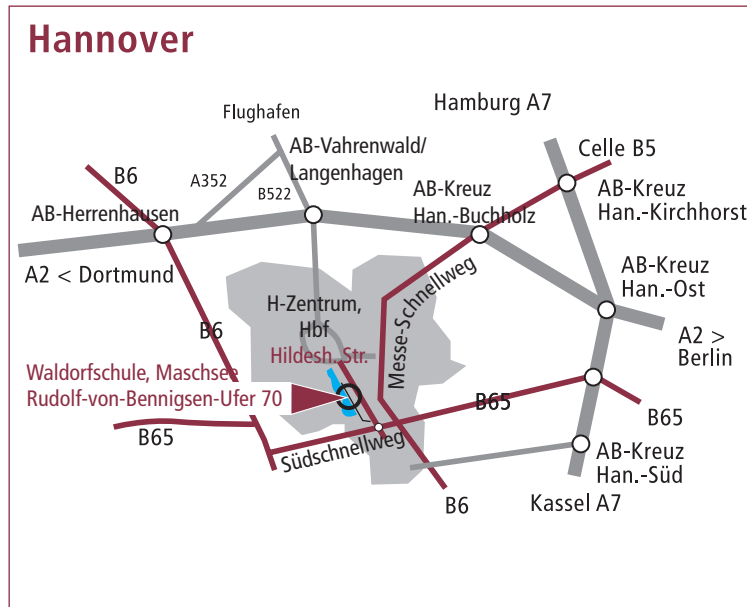 Hannover
Hamburg A7
Flughafen
AB-Vahrenwald/
Langenhagen
Celle B5
B6
A352
B522
AB-Kreuz
Han.-Buchholz
AB-Kreuz
Han.-Kirchhorst
AB-Herrenhausen
A2 < Dortmund
AB-Kreuz
Han.-Ost
H-Zentrum,
Hbf
Messe-Schnellweg
B6
Hildesh. Str.
A2 >
Berlin
Waldorfschule, Maschsee
Rudolf-von-Bennigsen-Ufer 70
B65
B65
B65
Südschnellweg
AB-Kreuz
Han.-Süd
B6
Kassel A7